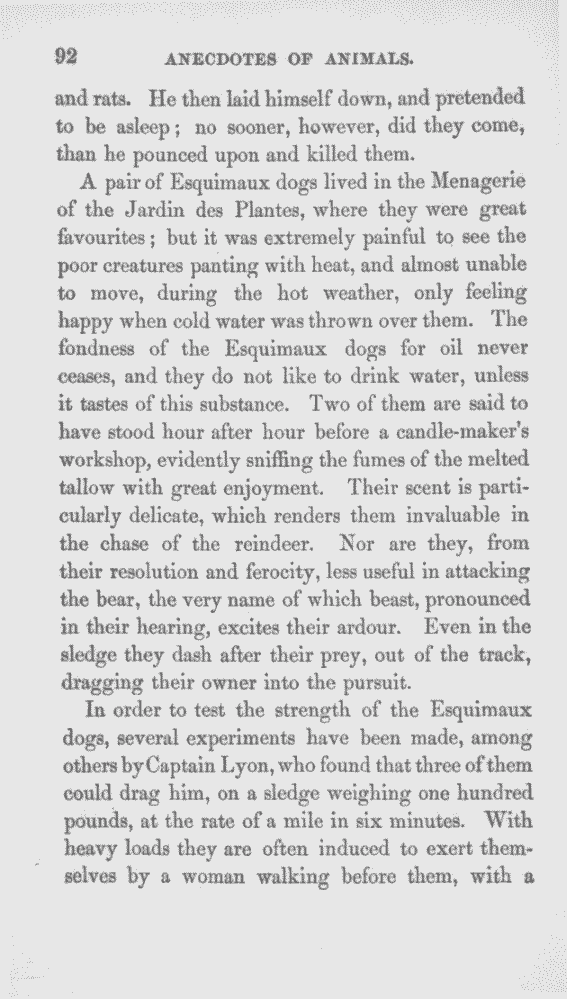 92 ANECDOTES OF ANIMALS.
and rats. He then laid himself down, and pretended
to be asleep; no sooner, however, did they come,
than he pounced upon and killed them.
A pair of Esquimaux dogs lived in the Menagerie
of the Jardin des Plantes, where they were great
favourites; but it was extremely painful to see the
poor creatures panting with heat, and almost unable
to move, during the hot weather, only feeling
happy when cold water was thrown over them. The
fondness of the Esquimaux dogs for oil never
ceases, and they do not like to drink water, unless
it tastes of this substance. Two of them are said to
have stood hour after hour before a candle-maker's
workshop, evidently sniffing the fumes of the melted
tallow with great enjoyment. Their scent is parti-
cularly delicate, which renders them invaluable in
the chase of the reindeer. Nor are they, from
their resolution and ferocity, less useful in attacking
the bear, the very name of which beast, pronounced
in their hearing, excites their ardour. Even in the
sledge they dash after their prey, out of the track,
dragging their owner into the pursuit.
In order to test the strength of the Esquimaux
dogs, several experiments have been made, among
others by Captain Lyon, who found that three of them
could drag him, on a sledge weighing one hundred
pounds, at the rate of a mile in six minutes. With
heavy loads they are often induced to exert them-
selves by a woman walking before them, with a